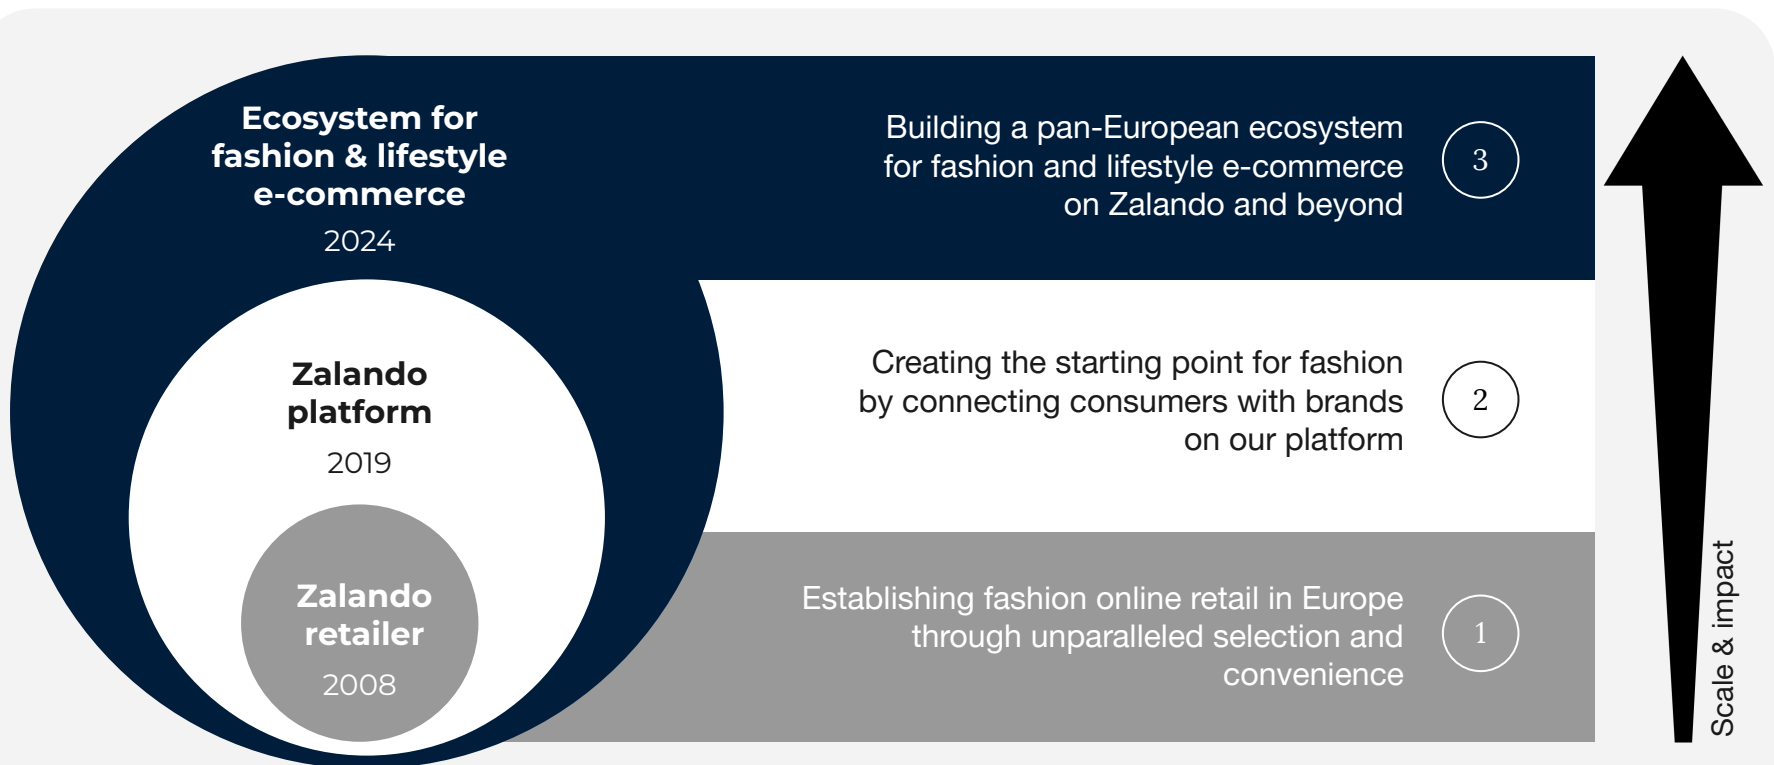 Ecosystem for
fashion & lifestyle
e-commerce
2024
Building a pan-European ecosystem
for fashion and lifestyle e-commerce
on Zalando and beyond
3
Zalando
platform
2019
Creating the starting point for fashion
by connecting consumers with brands
on our platform
2
Zalando
retailer
2008
Establishing fashion online retail in Europe
through unparalleled selection and
convenience
1
Scale & impact